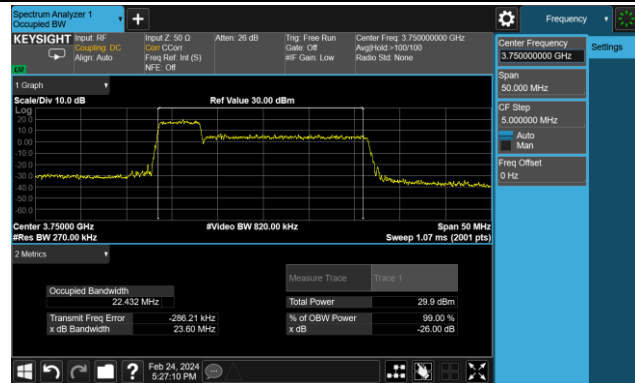 Spectrum Analyzer 1
Occupied BW
Frequency
KEYSIGHT
Input: RF
Coupling: DC
Align: Auto
Input Z: 50 Ω
Corr CCorr
Freq Ref: Int (S)
NFE: Off
Atten: 26 dB
Trig: Free Run
Gate: Off
#IF Gain: Low
Center Freq: 3.750000000 GHz
Avg|Hold:>100/100
Radio Std: None
Center Frequency
3.750000000 GHz
Settings
Span
50.000 MHz
CF Step
5.000000 MHz
Auto
Man
Freq Offset
0 Hz
1 Graph
Scale/Div 10.0 dB
Ref Value 30.00 dBm
Log
20.0
10.0
0.00
-10.0
-20.0
-30.0
-40.0
-50.0
-60.0
Center 3.75000 GHz
#Video BW 820.00 kHz
Span 50 MHz
#Res BW 270.00 kHz
Sweep 1.07 ms (2001 pts)
2 Metrics
Measure Trace
Trace 1
Occupied Bandwidth
22.432 MHz
Total Power
29.9 dBm
Transmit Freq Error
-286.21 kHz
% of OBW Power
99.00 %
x dB Bandwidth
23.60 MHz
x dB
-26.00 dB
Feb 24, 2024
5:27:10 PM